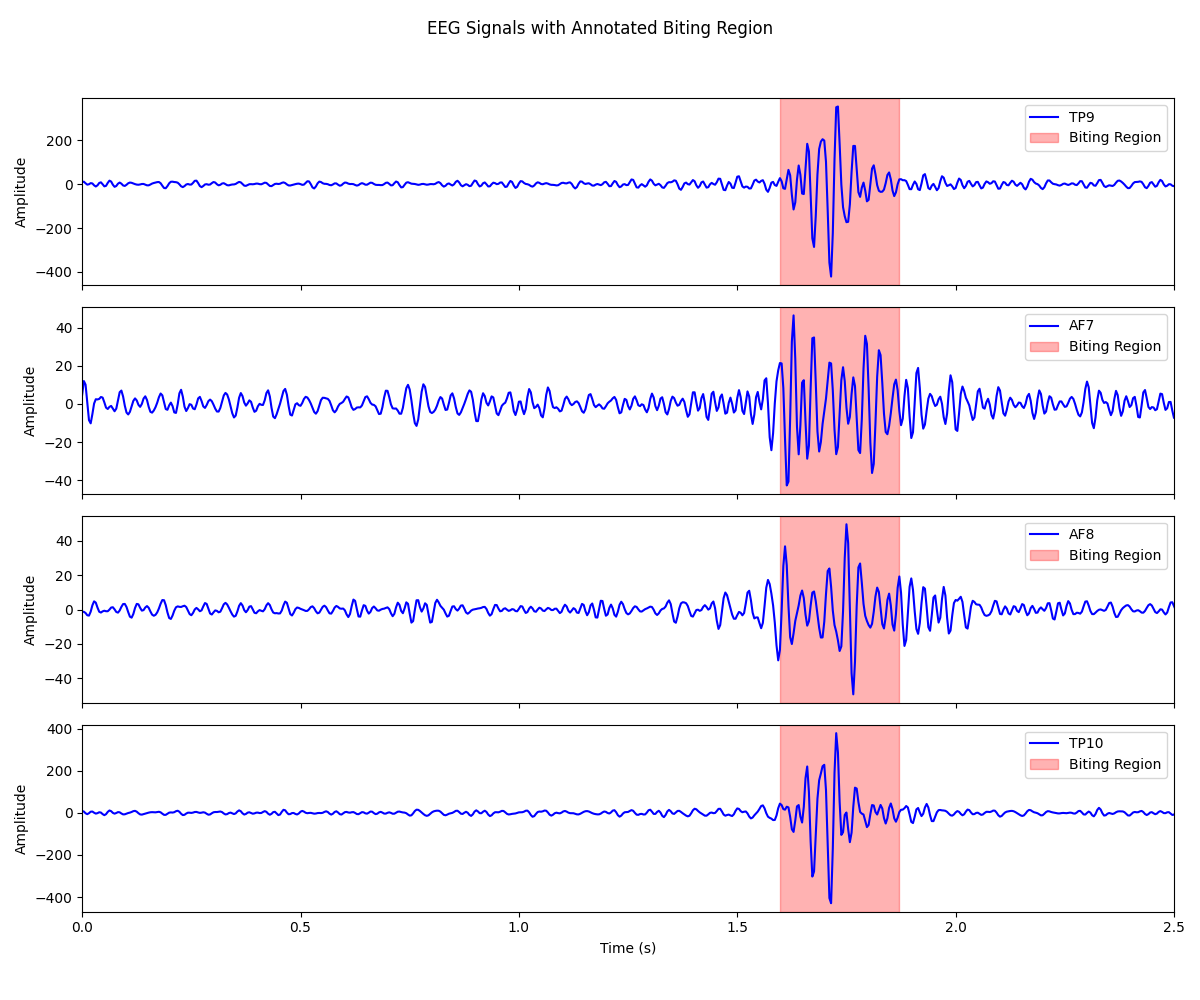 EEG Signals with Annotated Biting Region
Amplitude
200
0
−200
−400
TP9
Biting Region
Amplitude
40
20
0
−20
−40
AF7
Biting Region
Amplitude
40
20
0
−20
−40
AF8
Biting Region
Amplitude
400
200
0
−200
−400
TP10
Biting Region
0.0 0.5 1.0 1.5 2.0 2.5
Time (s)